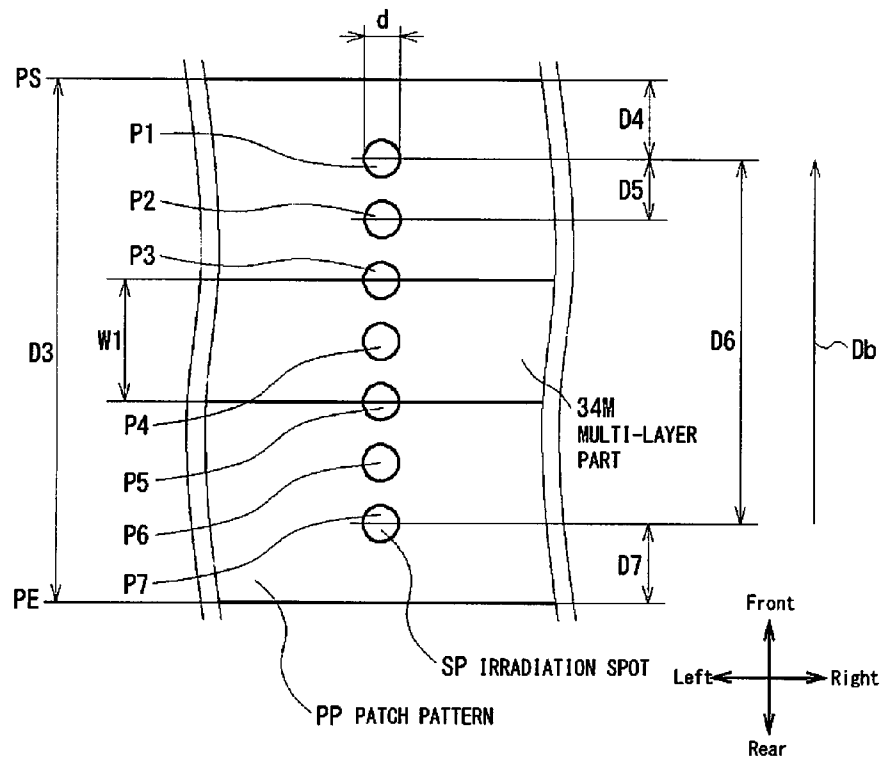 d
PS
D4
P1
D5
P2
P3
D3
W1
D6
Db
P4
34M
MULTI-LAYER
PART
P5
P6
P7
D7
PE
SP IRRADIATION SPOT
PP PATCH PATTERN
Front
Left
Right
Rear